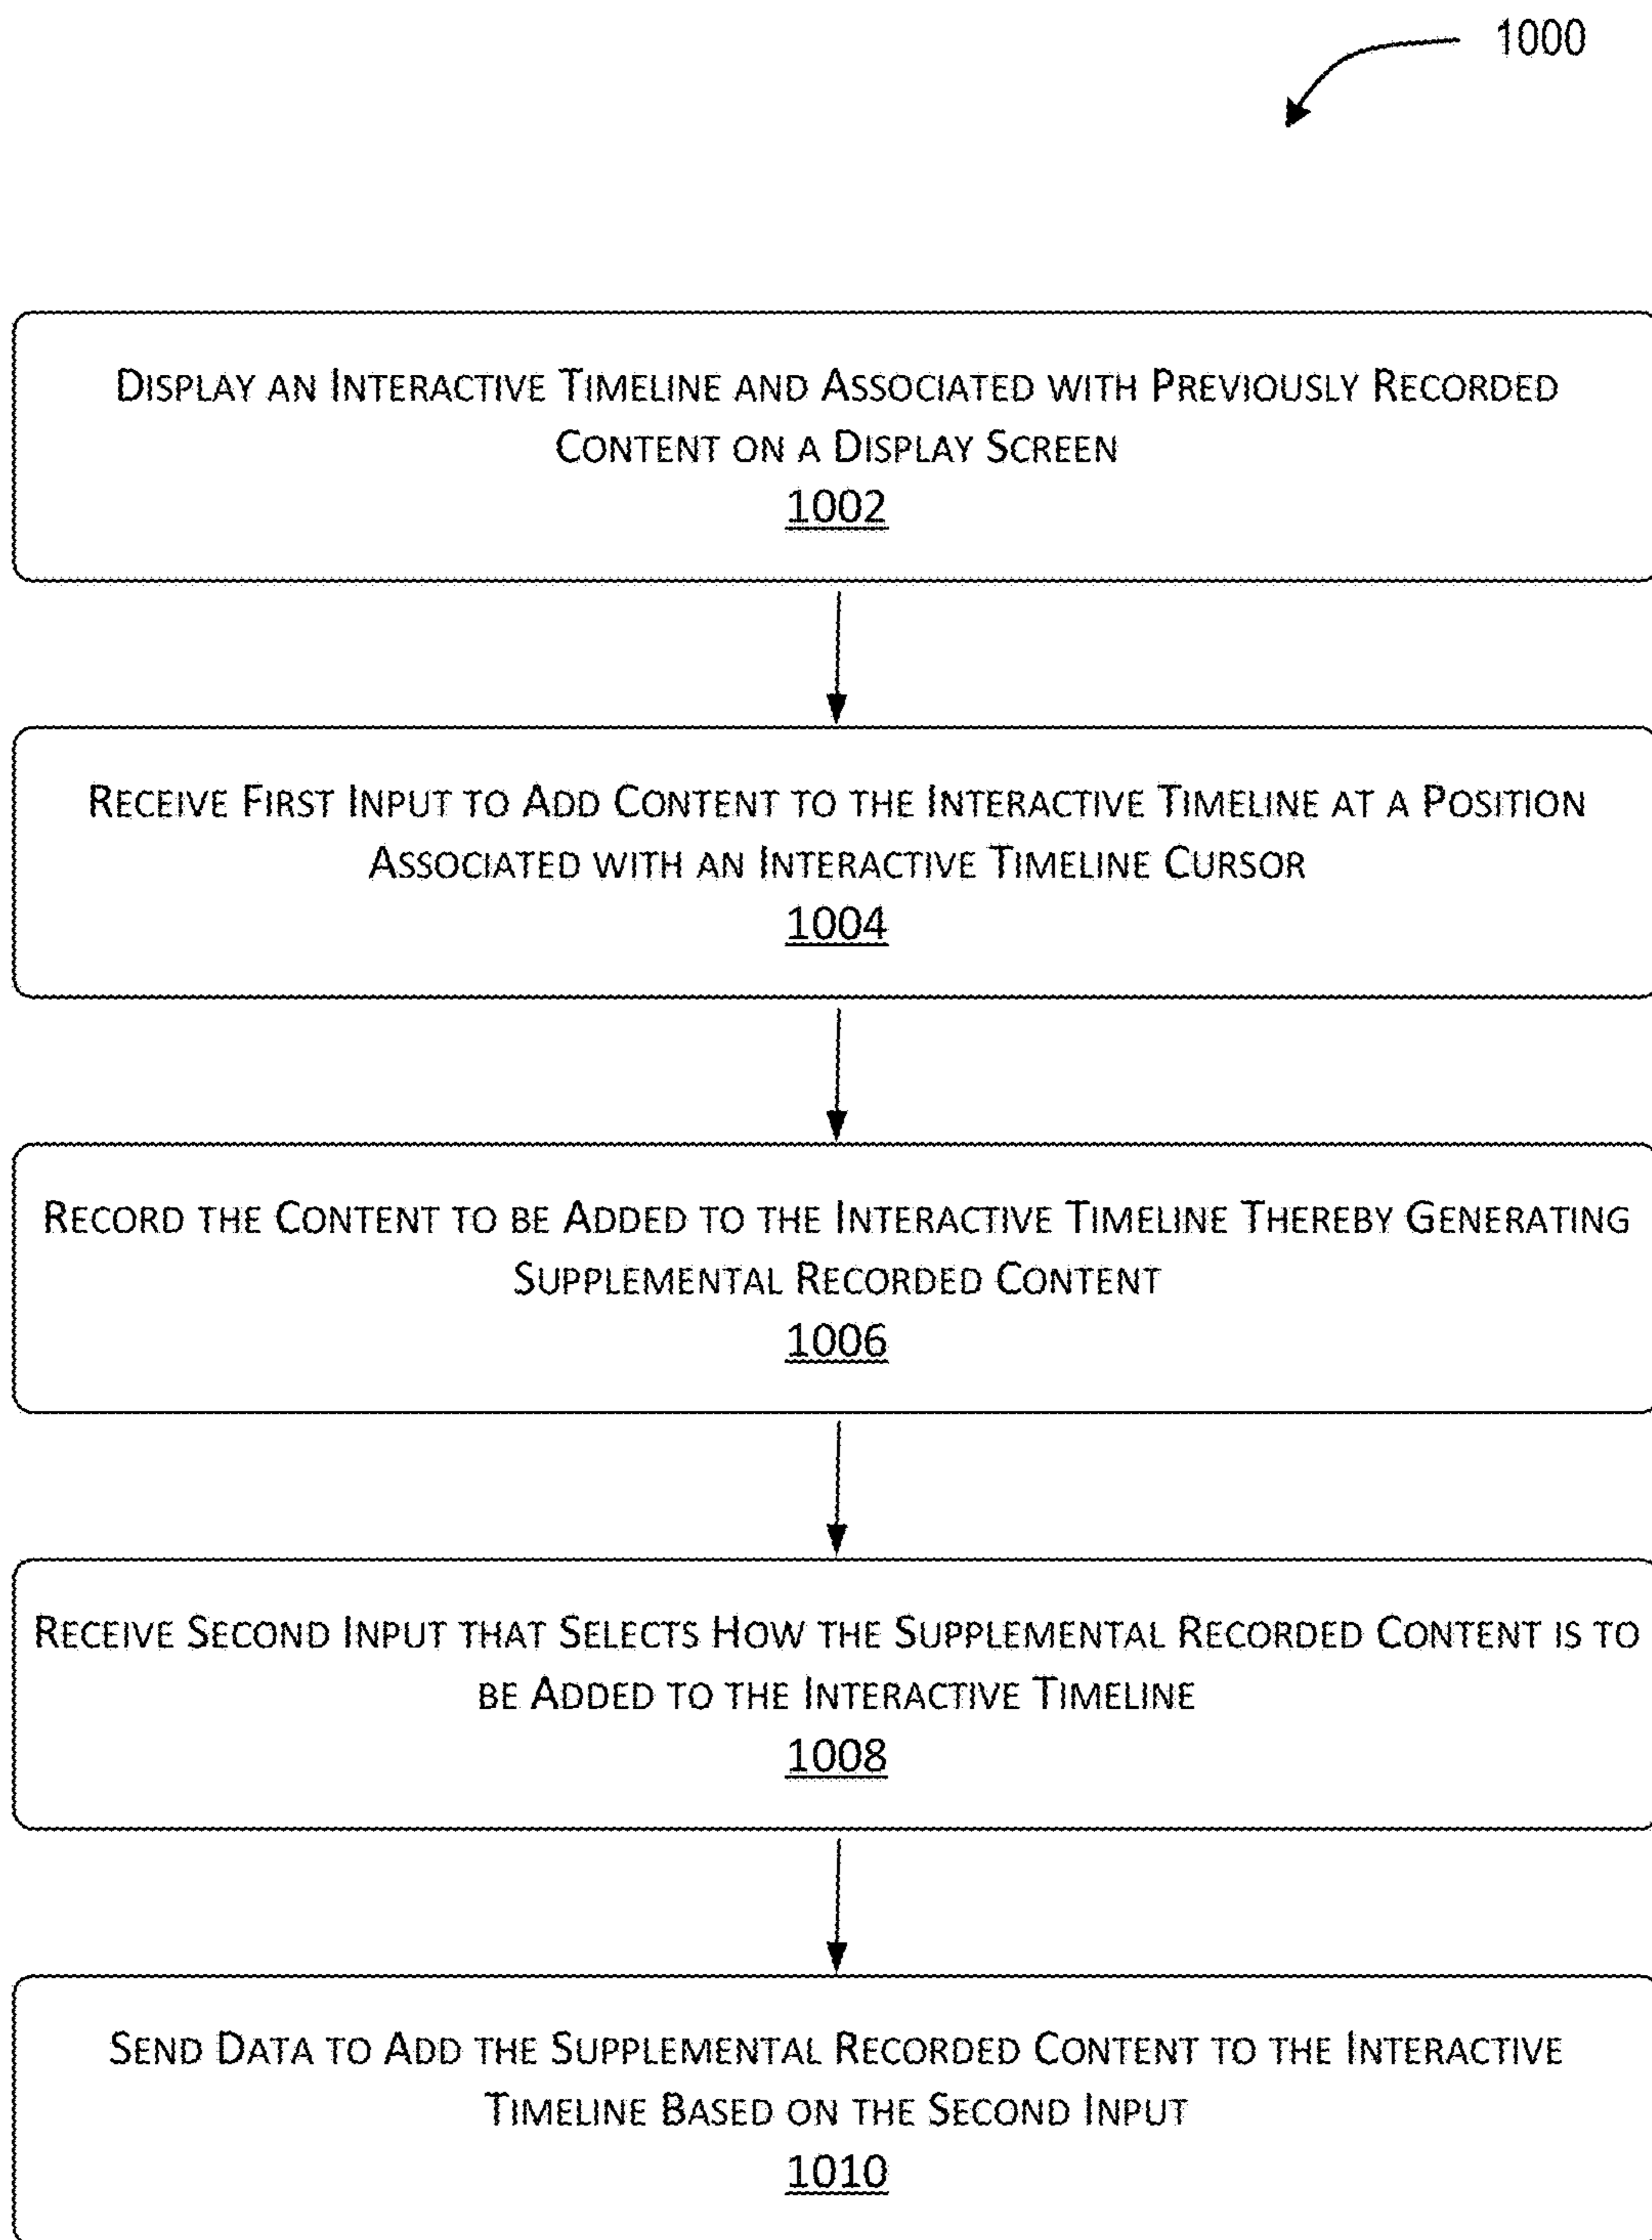 1000
Display an Interactive Timeline and Associated with Previously Recorded
Content on a Display Screen
1002
Receive First Input to Add Content to the Interactive Timeline at a Position
Associated with an Interactive Timeline Cursor
1004
Record the Content to be Added to the Interactive Timeline Thereby Generating
Supplemental Recorded Content
1006
Receive Second Input that Selects How the Supplemental Recorded Content is to
be Added to the Interactive Timeline
1008
Send Data to Add the Supplemental Recorded Content to the Interactive
Timeline Based on the Second Input
1010